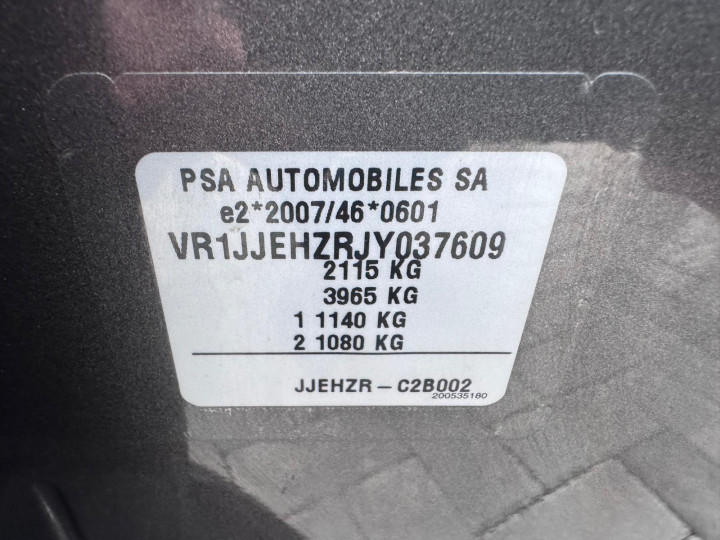 PSA AUTOMOBILES SA
e2*2007/46*0601
VR1JJEHZRJY037609
2115 KG
3965 KG
1 1140 KG
2 1080 KG
JJEHZR – C2B002
200535180